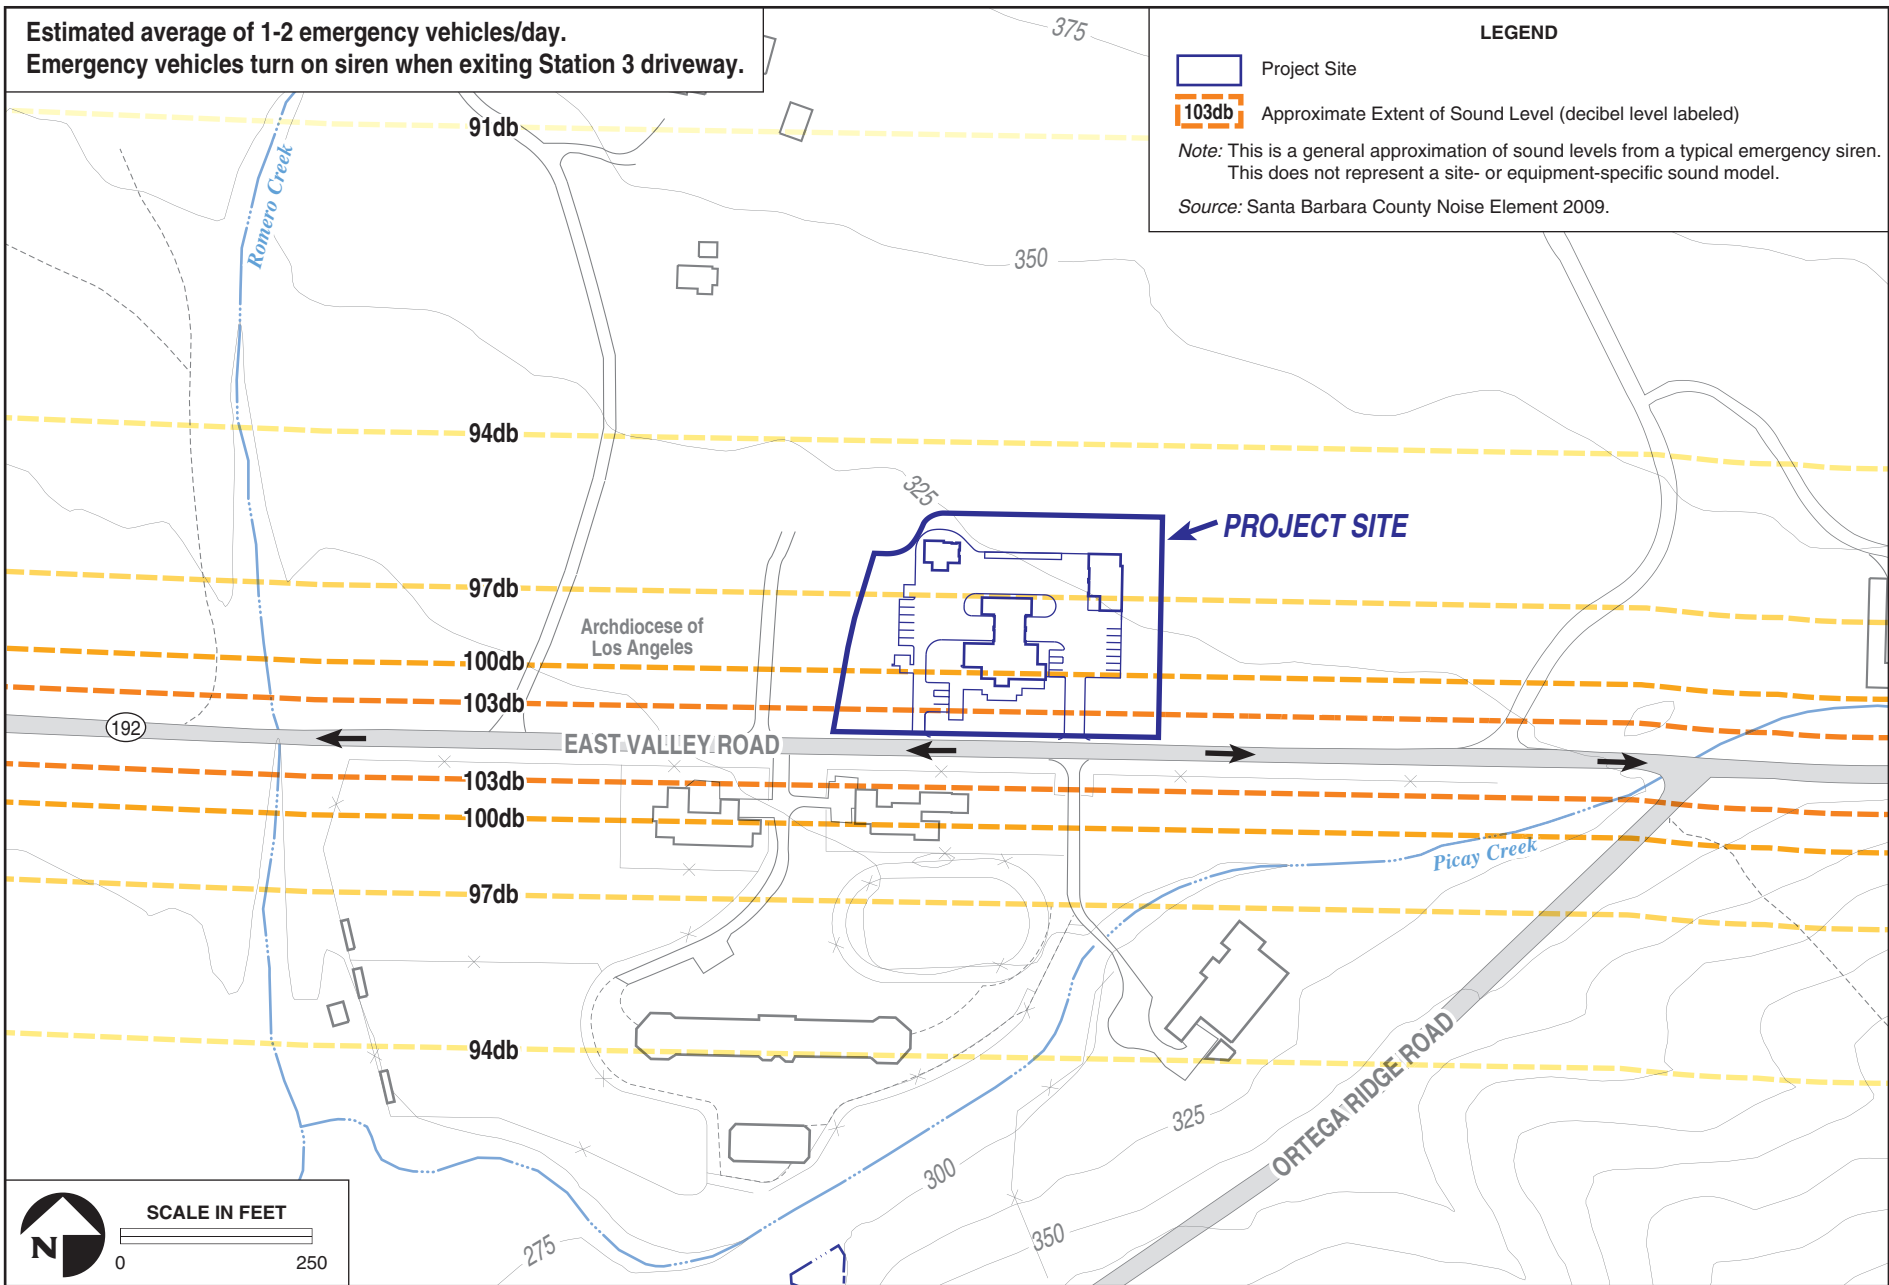 Estimated average of 1-2 emergency vehicles/day.
Emergency vehicles turn on siren when exiting Station 3 driveway.
LEGEND
Project Site
103db
Approximate Extent of Sound Level (decibel level labeled)
Note: This is a general approximation of sound levels from a typical emergency siren.
This does not represent a site- or equipment-specific sound model.
Source: Santa Barbara County Noise Element 2009.
375
91db
Romero Creek
350
94db
325
PROJECT SITE
97db
Archdiocese of
Los Angeles
100db
103db
192
EAST VALLEY ROAD
103db
100db
Picay Creek
97db
94db
ORTEGA RIDGE ROAD
325
300
350
275
N
SCALE IN FEET
0
250